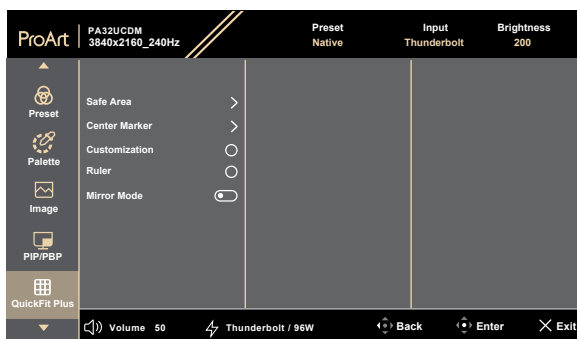 ProArt
PA32UCDM
3840x2160_240Hz
Preset
Native
Input
Thunderbolt
Brightness
200
Preset
Palette
Image
PIP/PBP
QuickFit Plus
Safe Area
Center Marker
Customization
Ruler
Mirror Mode
Volume 50
Thunderbolt / 96W
Back
Enter
Exit